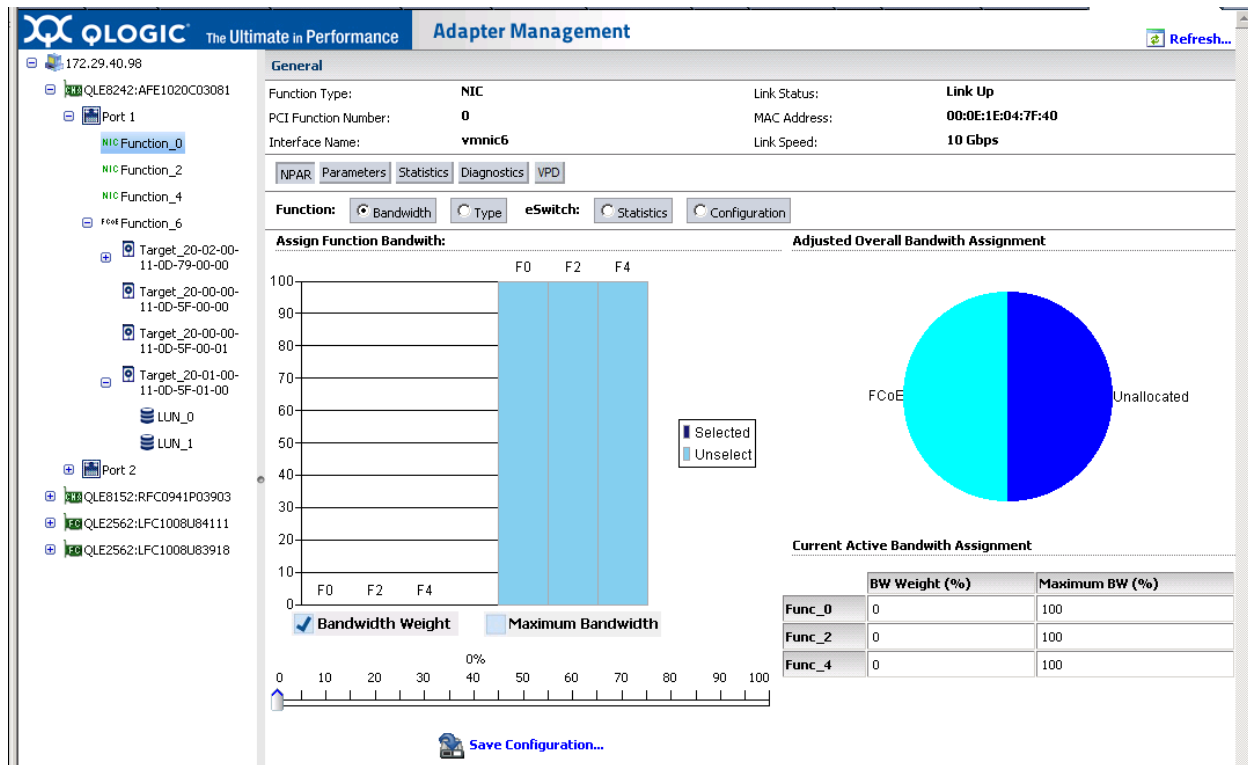 QLOGIC The Ultimate in Performance Adapter Management
Refresh...
172.29.40.98
QLE8242:AFE1020C03081
Port 1
NIC Function_0
NIC Function_2
NIC Function_4
FCoE Function_6
Target_20-02-00-
11-0D-79-00-00
Target_20-00-00-
11-0D-5F-00-00
Target_20-00-00-
11-0D-5F-00-01
Target_20-01-00-
11-0D-5F-01-00
LUN_0
LUN_1
Port 2
QLE8152:RFC0941P03903
QLE2562:LFC1008U84111
QLE2562:LFC1008U83918
General
Function Type: NIC Link Status: Link Up
PCI Function Number: 0 MAC Address: 00:0E:1E:04:7F:40
Interface Name: vmnic6 Link Speed: 10 Gbps
NPAR Parameters Statistics Diagnostics VPD
Function: Bandwidth Type eSwitch: Statistics Configuration
Assign Function Bandwith:
F0 F2 F4
100
90
80
70
60
50
40
30
20
10
0
F0 F2 F4
Selected
Unselect
Bandwidth Weight Maximum Bandwidth
0%
0 10 20 30 40 50 60 70 80 90 100
Save Configuration...
Adjusted Overall Bandwith Assignment
FCoE Unallocated
Current Active Bandwith Assignment
BW Weight (%) Maximum BW (%)
Func_0 0 100
Func_2 0 100
Func_4 0 100